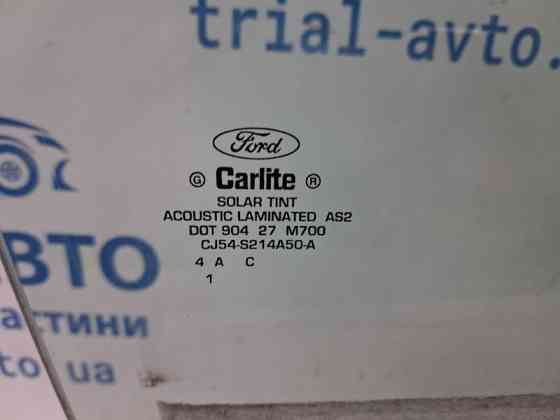 trial-avto.
Ford
G Carlite R
SOLAR TINT
ACOUSTIC LAMINATED AS2
DOT 904 27 M700
CJ54-S214A50-A
4 A C
1
ВТО
частини
to ua